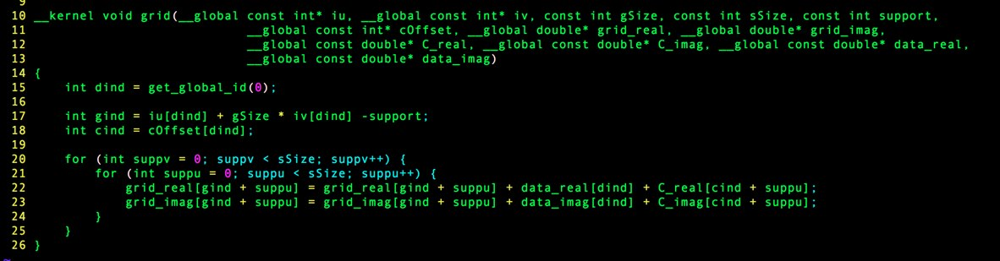 9
10 __kernel void grid(__global const int* iu, __global const int* iv, const int gSize, const int sSize, const int support,
11                             __global const int* cOffset, __global double* grid_real, __global double* grid_imag,
12                             __global const double* C_real, __global const double* C_imag, __global const double* data_real,
13                             __global const double* data_imag)
14 {
15     int dind = get_global_id(0);
16
17     int gind = iu[dind] + gSize * iv[dind] -support;
18     int cind = cOffset[dind];
19
20     for (int suppv = 0; suppv < sSize; suppv++) {
21         for (int suppu = 0; suppu < sSize; suppu++) {
22             grid_real[gind + suppu] = grid_real[gind + suppu] + data_real[dind] + C_real[cind + suppu];
23             grid_imag[gind + suppu] = grid_imag[gind + suppu] + data_imag[dind] + C_imag[cind + suppu];
24         }
25     }
26 }
~